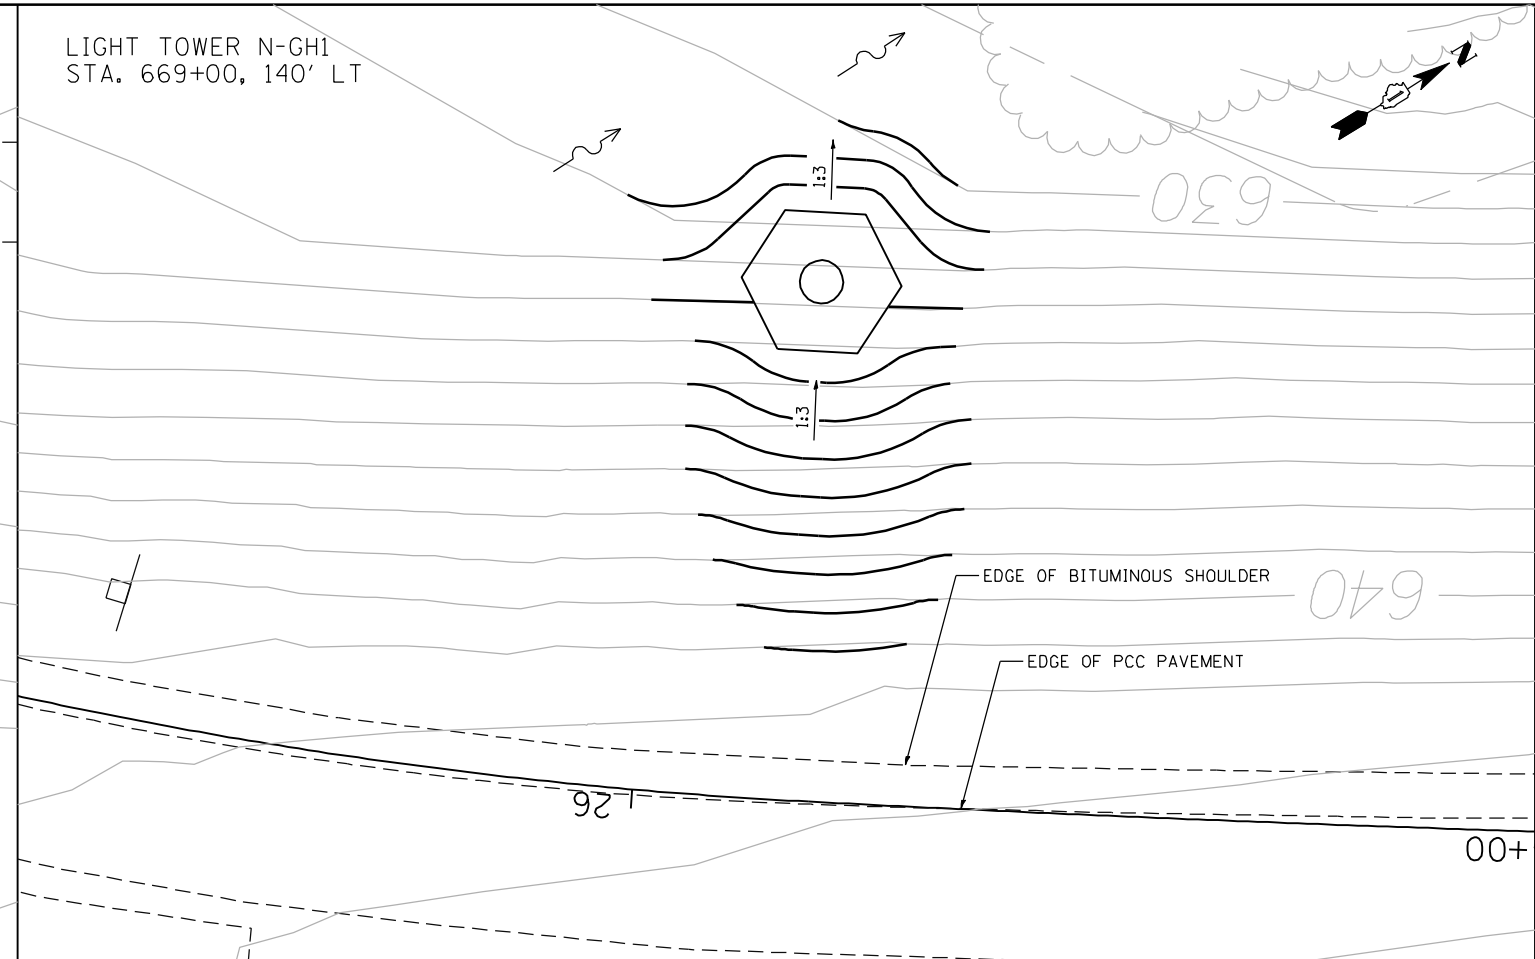 LIGHT TOWER N-GH1
STA. 669+00, 140' LT
N
1:3
630
1:3
EDGE OF BITUMINOUS SHOULDER
640
EDGE OF PCC PAVEMENT
26
+00